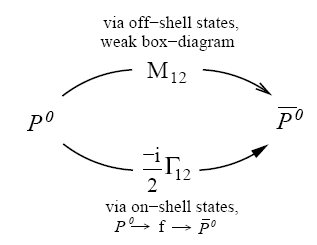 via off−shell states,
weak box−diagram
M₁₂
P⁰ P̅⁰
−i/2 Γ₁₂
via on−shell states,
P⁰→ f → P̅⁰